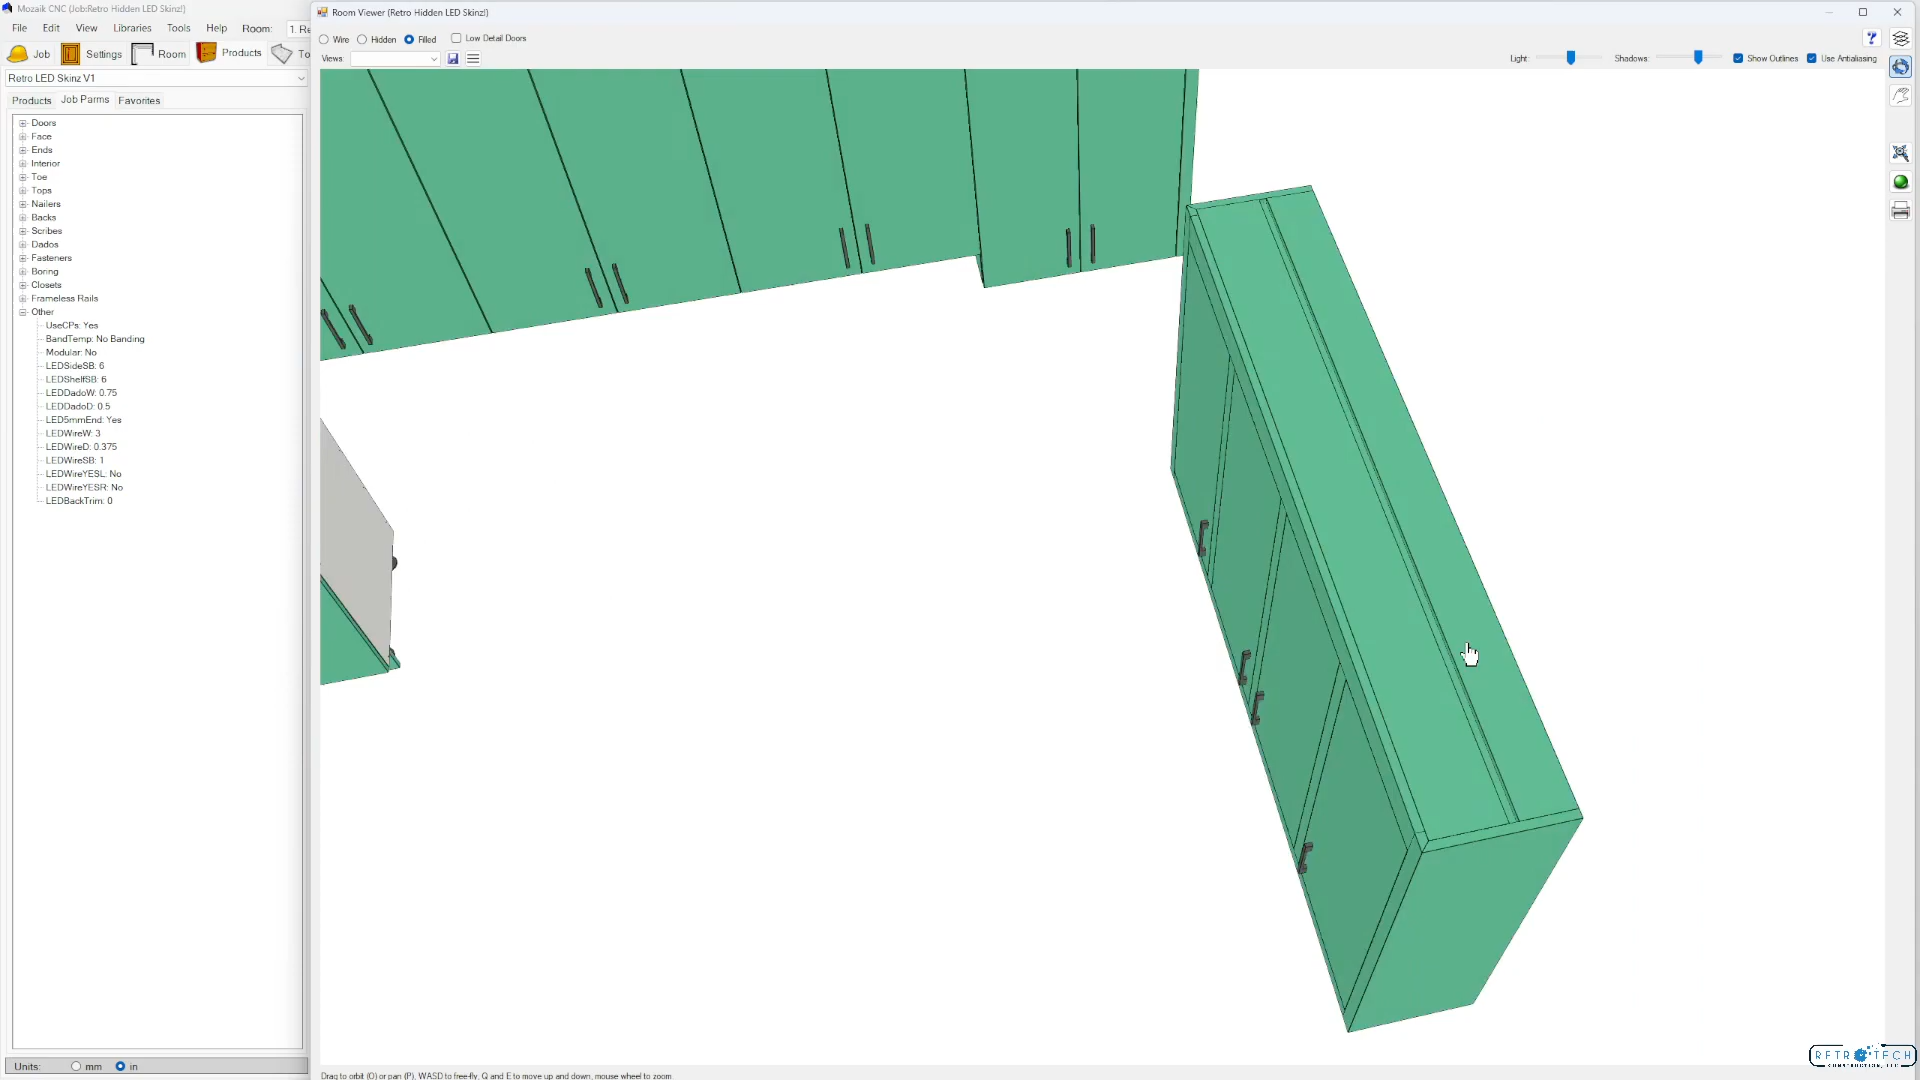 Mozaik CNC (Job:Retro Hidden LED Skinz!)
File Edit View Libraries Tools Help Room: 1. Re
Job Settings Room Products To
Retro LED Skinz V1
Products Job Parms Favorites
Doors
Face
Ends
Interior
Toe
Tops
Nailers
Backs
Scribes
Dados
Fasteners
Boring
Closets
Frameless Rails
Other
UseCPs: Yes
BandTemp: No Banding
Modular: No
LEDSideSB: 6
LEDShelfSB: 6
LEDDadoW: 0.75
LEDDadoD: 0.5
LED5mmEnd: Yes
LEDWireW: 3
LEDWireD: 0.375
LEDWireSB: 1
LEDWireYESL: No
LEDWireYESR: No
LEDBackTrim: 0
Units: mm in
Room Viewer (Retro Hidden LED Skinz!)
Wire Hidden Filled Low Detail Doors
Views:
Light: Shadows: Show Outlines Use Antialiasing
Drag to orbit (O) or pan (P), WASD to free-fly, Q and E to move up and down, mouse wheel to zoom.
RETROTECH
CONSTRUCTION, LLC